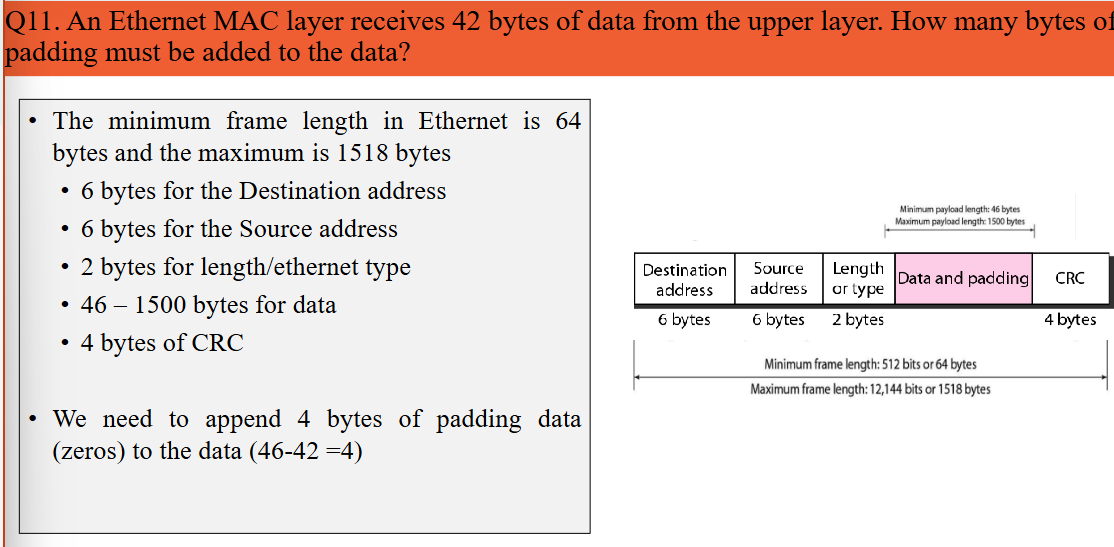 Q11. An Ethernet MAC layer receives 42 bytes of data from the upper layer. How many bytes of
padding must be added to the data?
• The minimum frame length in Ethernet is 64
bytes and the maximum is 1518 bytes
• 6 bytes for the Destination address
• 6 bytes for the Source address
• 2 bytes for length/ethernet type
• 46 – 1500 bytes for data
• 4 bytes of CRC
• We need to append 4 bytes of padding data
(zeros) to the data (46-42 =4)
Minimum payload length: 46 bytes
Maximum payload length: 1500 bytes
Destination
address
Source
address
Length
or type
Data and padding
CRC
6 bytes
6 bytes
2 bytes
4 bytes
Minimum frame length: 512 bits or 64 bytes
Maximum frame length: 12,144 bits or 1518 bytes